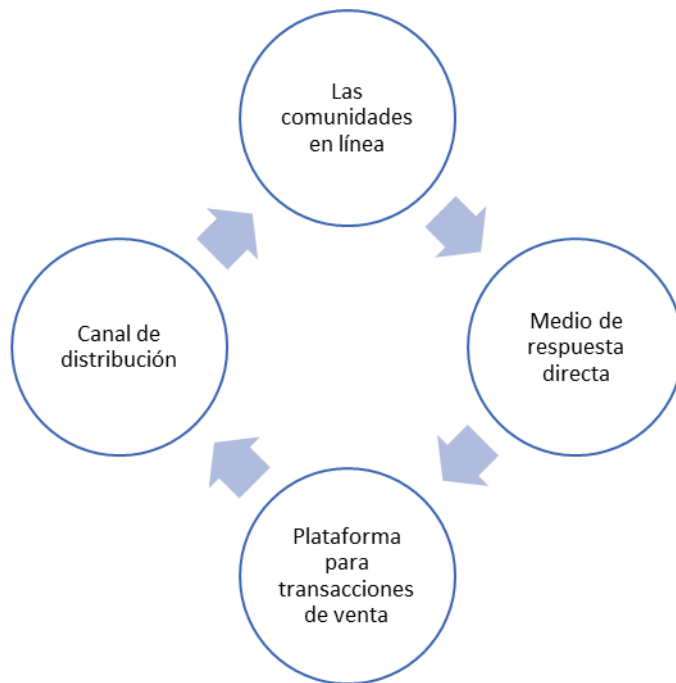 Las
comunidades
en línea
Medio de
respuesta
directa
Plataforma
para
transacciones
de venta
Canal de
distribución